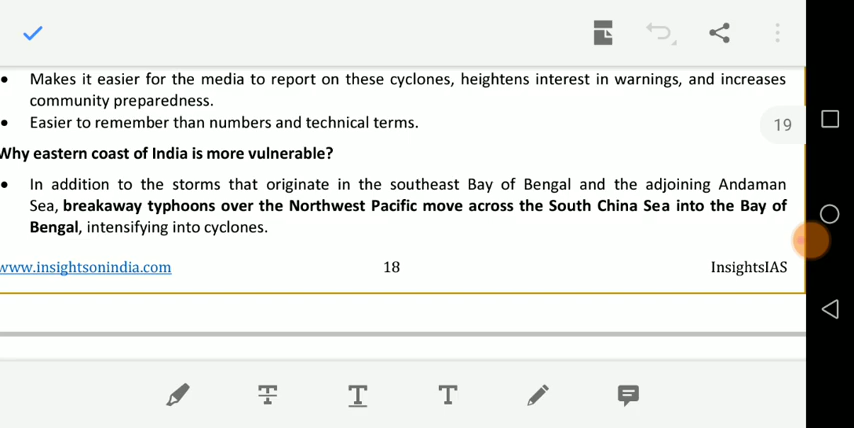 • Makes it easier for the media to report on these cyclones, heightens interest in warnings, and increases
community preparedness.
• Easier to remember than numbers and technical terms.
19
Why eastern coast of India is more vulnerable?
• In addition to the storms that originate in the southeast Bay of Bengal and the adjoining Andaman
Sea, breakaway typhoons over the Northwest Pacific move across the South China Sea into the Bay of
Bengal, intensifying into cyclones.
www.insightsonindia.com 18 InsightsIAS
T T T